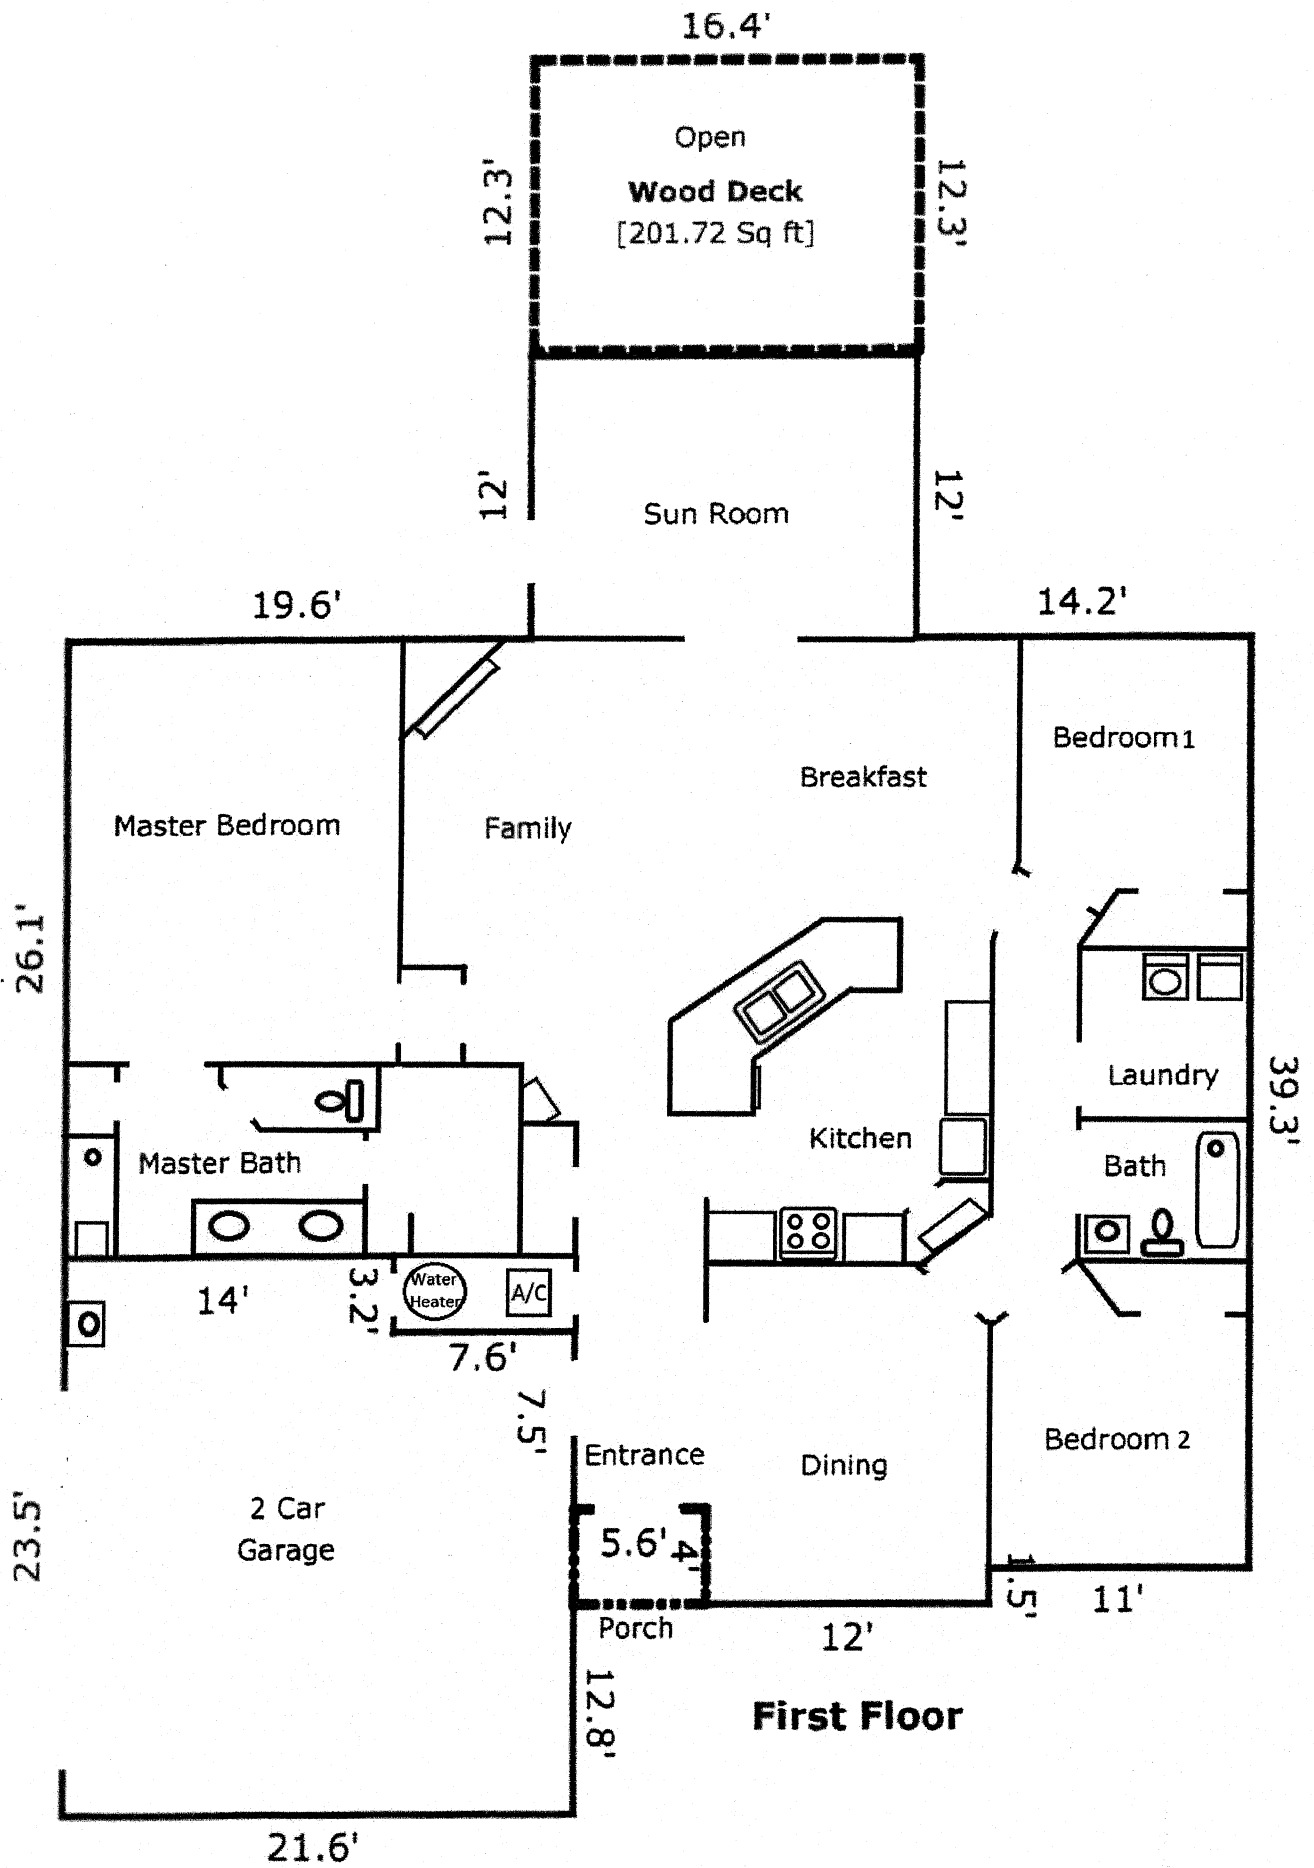 16.4'
Open
Wood Deck
[201.72 Sq ft]
12.3'
12.3'
12'
Sun Room
12'
19.6'
14.2'
Bedroom1
Breakfast
Master Bedroom
Family
26.1'
Laundry
39.3'
Kitchen
Master Bath
Bath
14'
3.2'
Water
Heater
A/C
7.6'
7.5'
Entrance
Dining
Bedroom 2
23.5'
2 Car
Garage
5.6'
4'
1.5'
11'
Porch
12'
12.8'
First Floor
21.6'